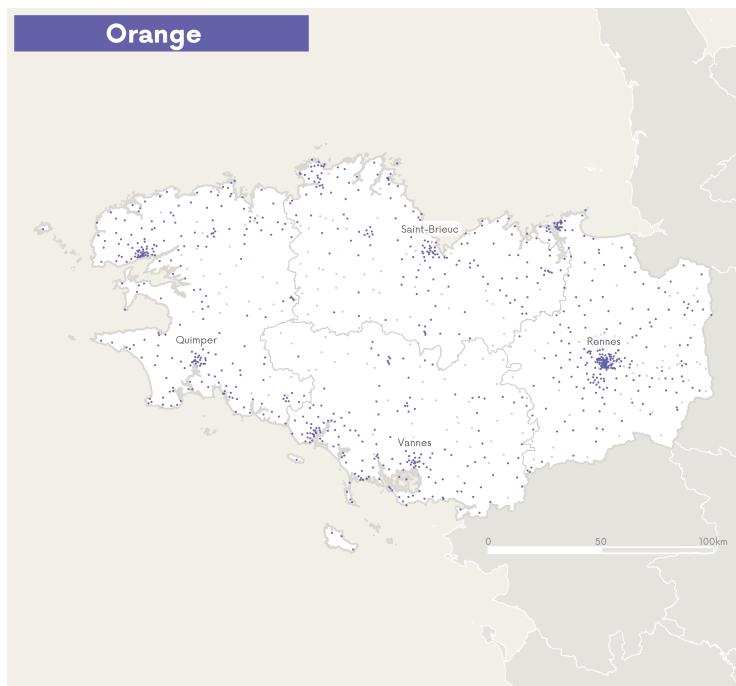 Orange
Saint-Brieuc
Quimper
Rennes
Vannes
0 50 100km